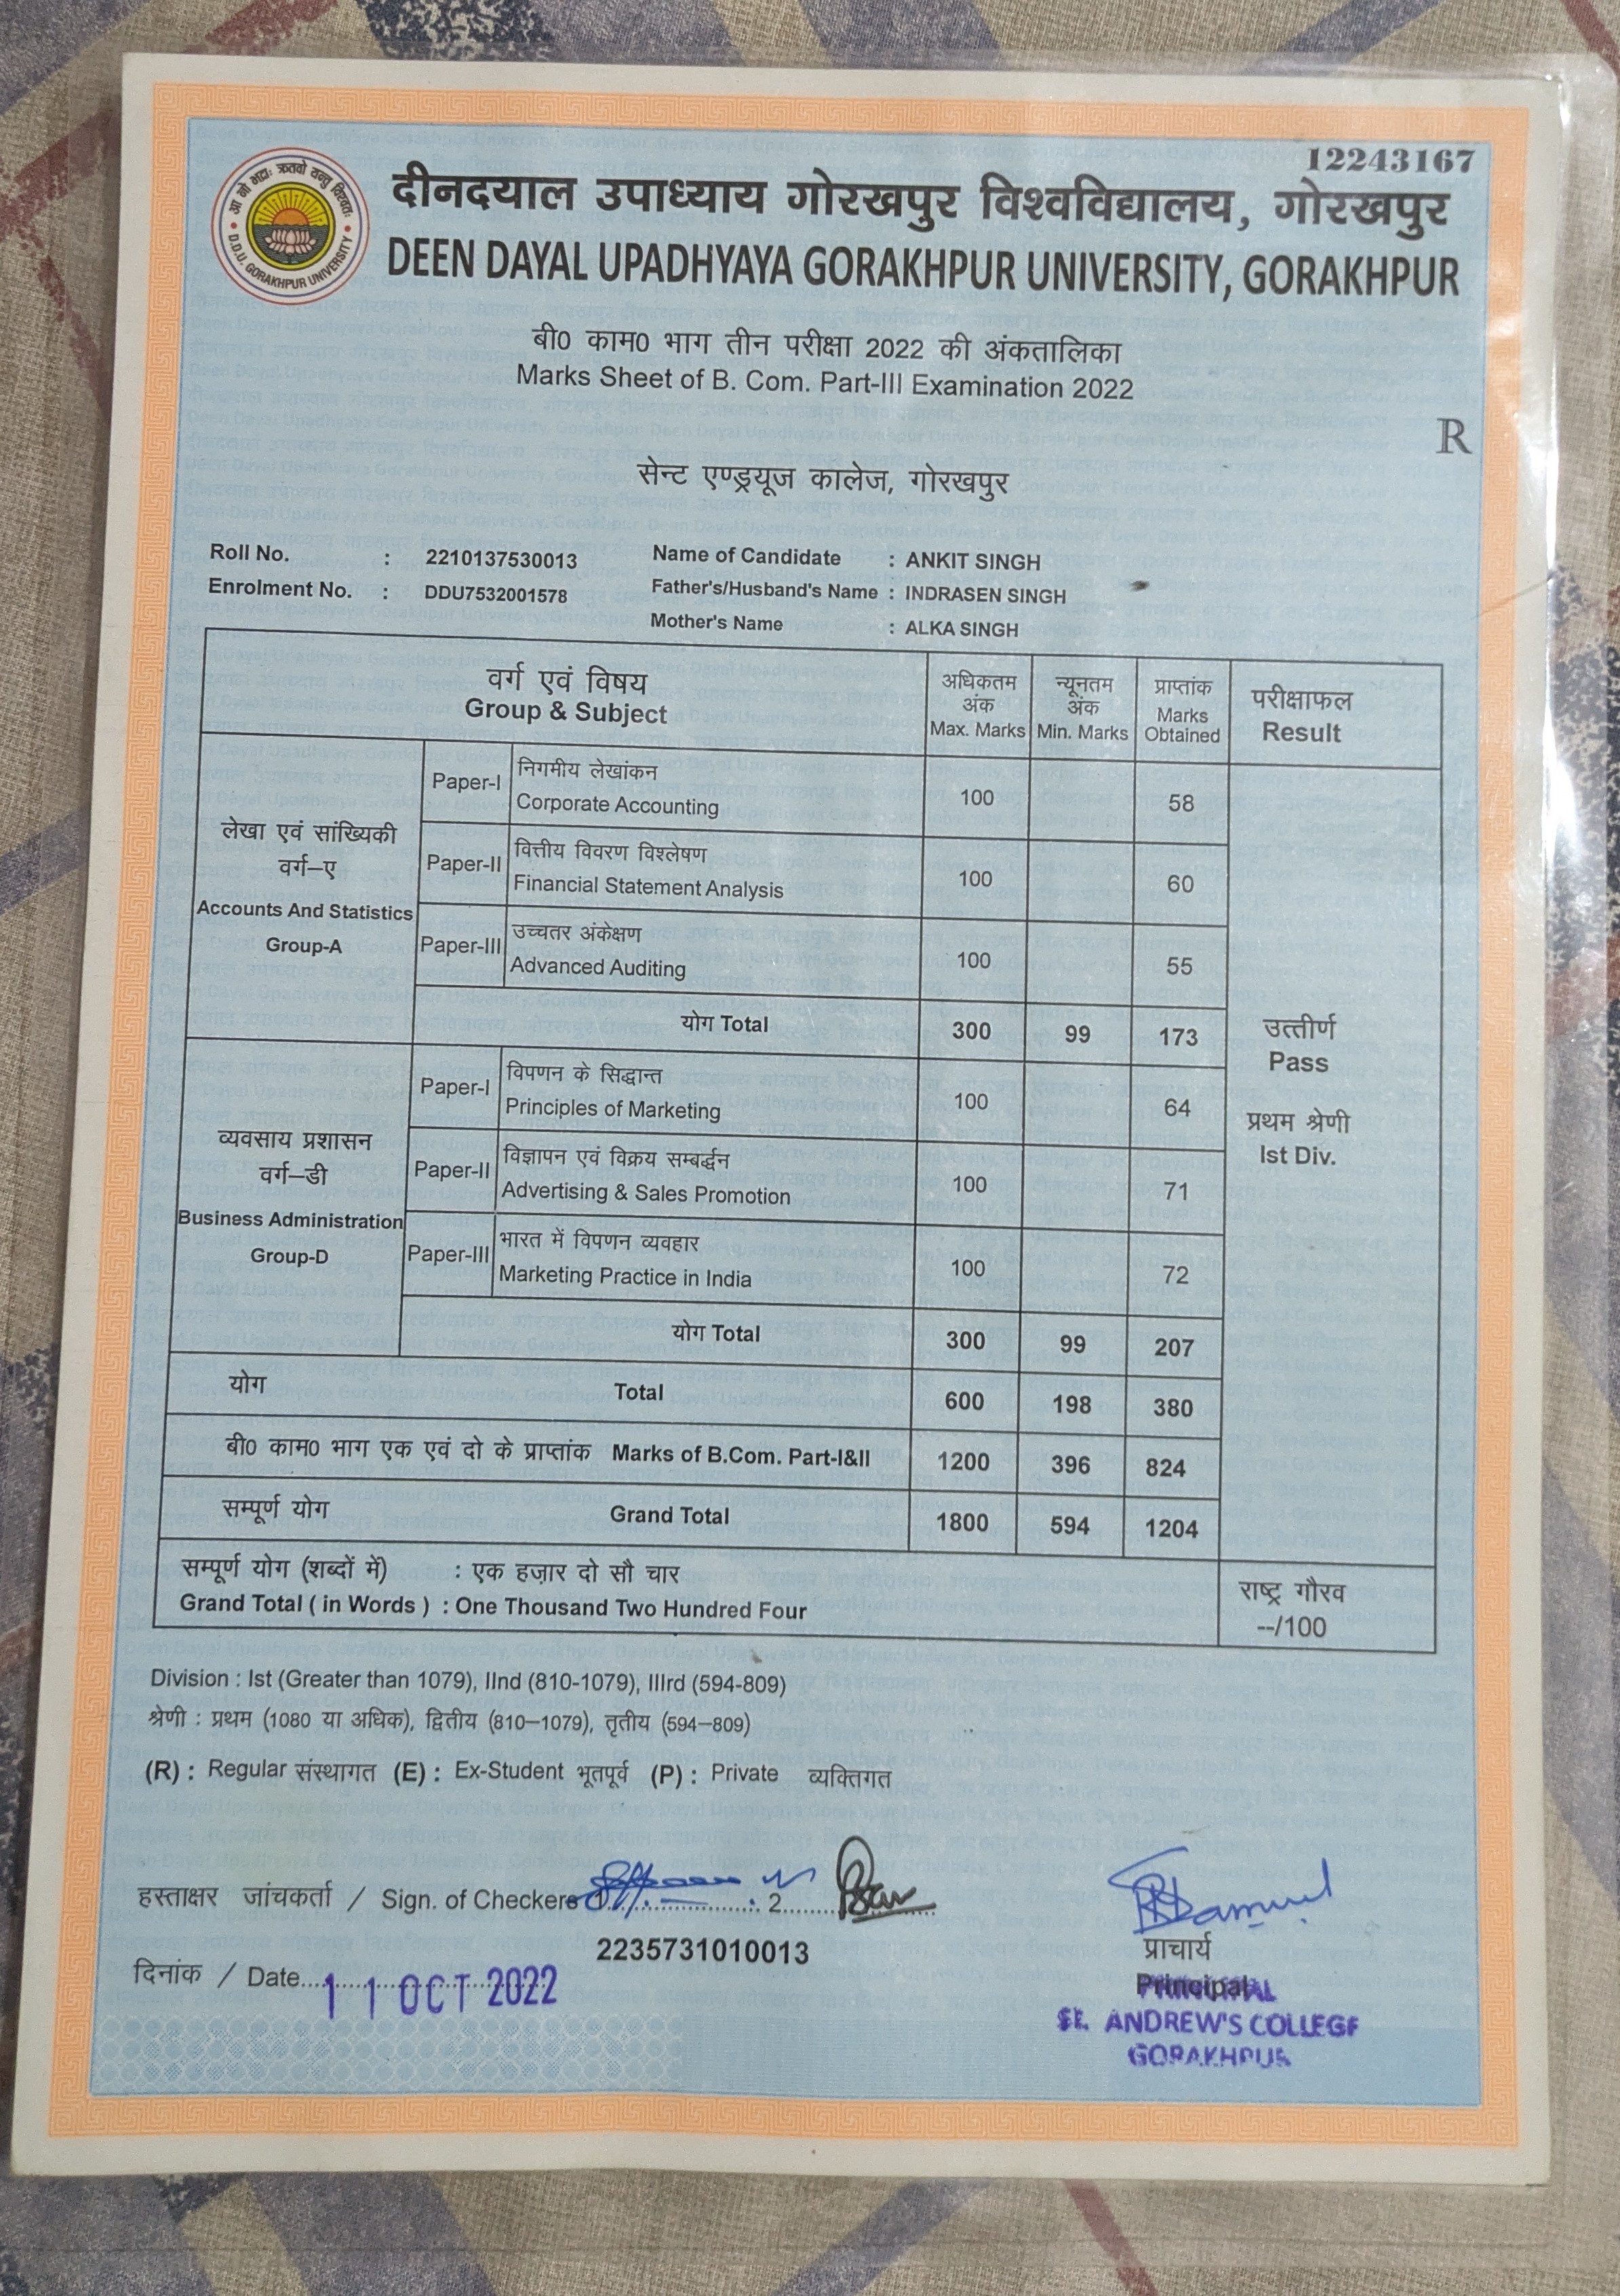 12243167
आ नो भद्राः क्रतवो यन्तु विश्वतः
D.D.U. GORAKHPUR UNIVERSITY
दीनदयाल उपाध्याय गोरखपुर विश्वविद्यालय, गोरखपुर
DEEN DAYAL UPADHYAYA GORAKHPUR UNIVERSITY, GORAKHPUR
बी0 काम0 भाग तीन परीक्षा 2022 की अंकतालिका
Marks Sheet of B. Com. Part-III Examination 2022
R
सेन्ट एण्ड्रयूज कालेज, गोरखपुर
Roll No. : 2210137530013 Name of Candidate : ANKIT SINGH
Enrolment No. : DDU7532001578 Father's/Husband's Name : INDRASEN SINGH
Mother's Name : ALKA SINGH
वर्ग एवं विषय अधिकतम न्यूनतम प्राप्तांक परीक्षाफल
Group & Subject अंक अंक Marks Result
Max. Marks Min. Marks Obtained
लेखा एवं सांख्यिकी
वर्ग–ए
Accounts And Statistics
Group-A
Paper-I निगमीय लेखांकन
Corporate Accounting 100 58
Paper-II वित्तीय विवरण विश्लेषण
Financial Statement Analysis 100 60
Paper-III उच्चतर अंकेक्षण
Advanced Auditing 100 55
योग Total 300 99 173
उत्तीर्ण
Pass
प्रथम श्रेणी
Ist Div.
व्यवसाय प्रशासन
वर्ग–डी
Business Administration
Group-D
Paper-I विपणन के सिद्धान्त
Principles of Marketing 100 64
Paper-II विज्ञापन एवं विक्रय सम्बर्द्धन
Advertising & Sales Promotion 100 71
Paper-III भारत में विपणन व्यवहार
Marketing Practice in India 100 72
योग Total 300 99 207
योग Total 600 198 380
बी0 काम0 भाग एक एवं दो के प्राप्तांक Marks of B.Com. Part-I&II 1200 396 824
सम्पूर्ण योग Grand Total 1800 594 1204
सम्पूर्ण योग (शब्दों में) : एक हज़ार दो सौ चार
Grand Total ( in Words ) : One Thousand Two Hundred Four
राष्ट्र गौरव
--/100
Division : Ist (Greater than 1079), IInd (810-1079), IIIrd (594-809)
श्रेणी : प्रथम (1080 या अधिक), द्वितीय (810–1079), तृतीय (594–809)
(R) : Regular संस्थागत (E) : Ex-Student भूतपूर्व (P) : Private व्यक्तिगत
हस्ताक्षर जांचकर्ता / Sign. of Checkers 1.................... 2....................
2235731010013
दिनांक / Date.................... 11 OCT 2022
प्राचार्य
Principal
PRINCIPAL
ST. ANDREW'S COLLEGE
GORAKHPUR